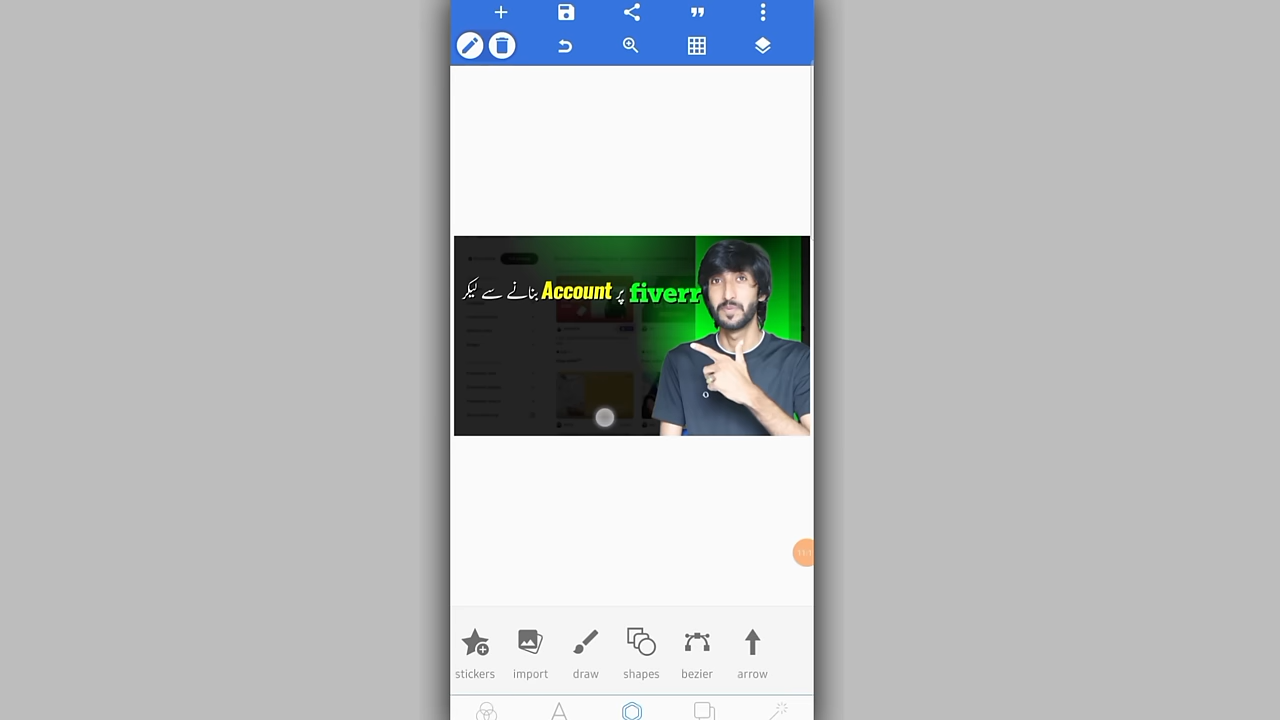 fiverr پر Account بنانے سے لیکر
stickers import draw shapes bezier arrow